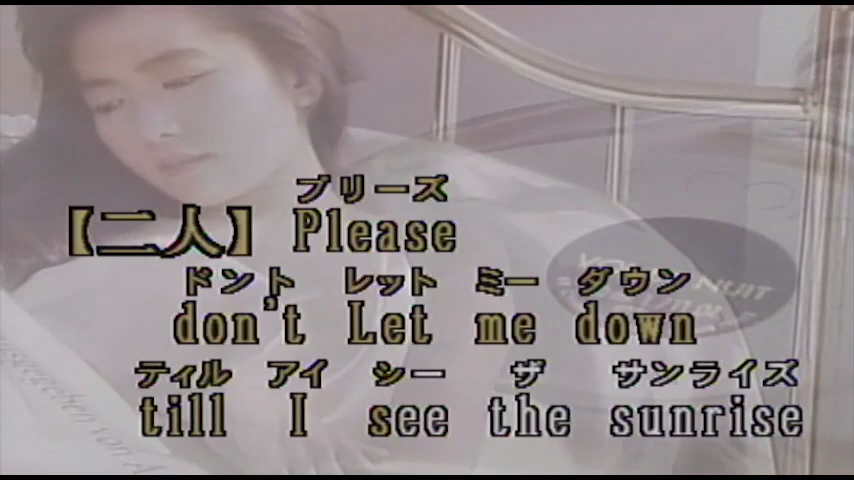 プリーズ
【二人】 Please
ドント レット ミー ダウン
don't Let me down
ティル アイ シー ザ サンライズ
till I see the sunrise
NUIT